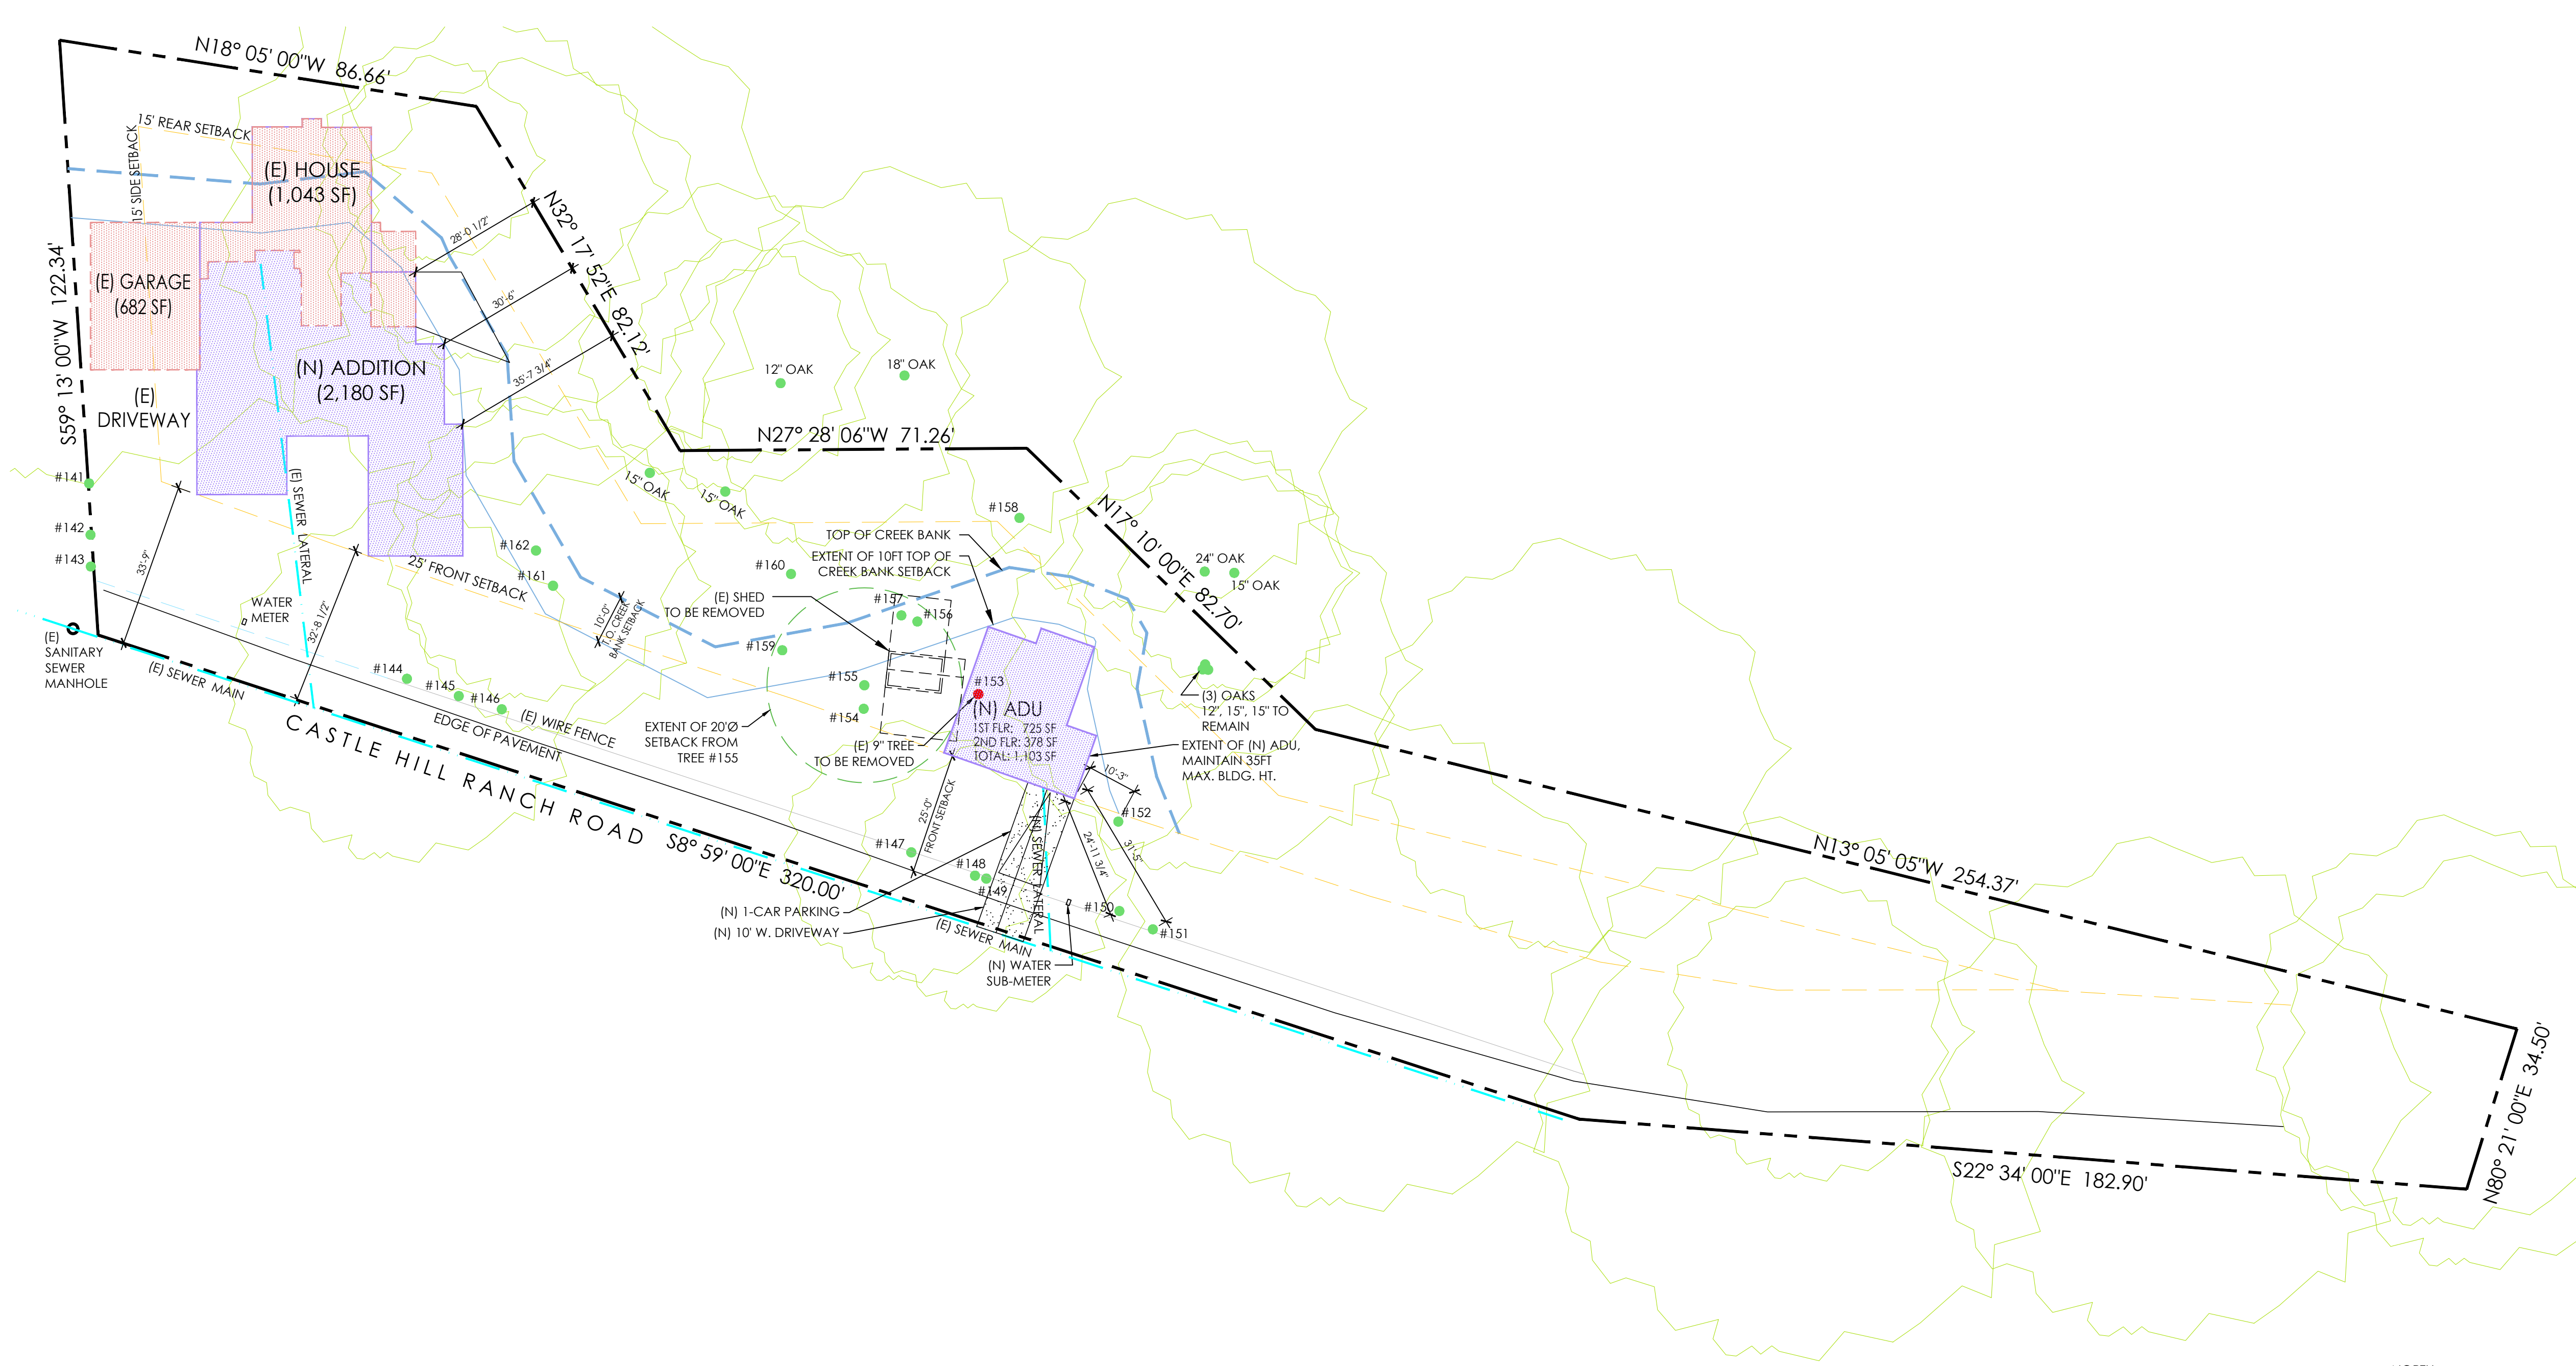 N18° 05' 00"W 86.66'
15' REAR SETBACK
15' SIDE SETBACK
(E) HOUSE
(1,043 SF)
28'-0 1/2"
N32° 17' 52"E 82.12'
S59° 13' 00"W 122.34'
(E) GARAGE
(682 SF)
30'-6"
(N) ADDITION
(2,180 SF)
35'-7 3/4"
12" OAK
18" OAK
(E)
DRIVEWAY
N27° 28' 06"W 71.26'
#141
#142
#143
(E) SEWER LATERAL
15" OAK
15" OAK
#158
N17° 10' 00"E 82.70'
33'-9"
25' FRONT SETBACK
#162
#161
#160
TOP OF CREEK BANK
EXTENT OF 10FT TOP OF
CREEK BANK SETBACK
24" OAK
15" OAK
WATER
METER
32'-8 1/2"
10'-0"
T.O. CREEK
BANK SETBACK
(E) SHED
TO BE REMOVED
#157
#156
(E)
SANITARY
SEWER
MANHOLE
(E) SEWER MAIN
#144
#145
#146
#159
#155
#154
#153
(N) ADU
1ST FLR: 725 SF
2ND FLR: 378 SF
TOTAL: 1,103 SF
(3) OAKS
12", 15", 15" TO
REMAIN
(E) WIRE FENCE
EDGE OF PAVEMENT
EXTENT OF 20'Ø
SETBACK FROM
TREE #155
(E) 9" TREE
TO BE REMOVED
EXTENT OF (N) ADU,
MAINTAIN 35FT
MAX. BLDG. HT.
CASTLE HILL RANCH ROAD
S8° 59' 00"E 320.00'
25'-0"
FRONT SETBACK
10'-3"
#152
#147
#148
#149
(N) SEWER LATERAL
24'-11 3/4"
31'-5"
#150
#151
(N) 1-CAR PARKING
(N) 10' W. DRIVEWAY
(E) SEWER MAIN
(N) WATER
SUB-METER
N13° 05' 05"W 254.37'
S22° 34' 00"E 182.90'
N80° 21' 00"E 34.50'